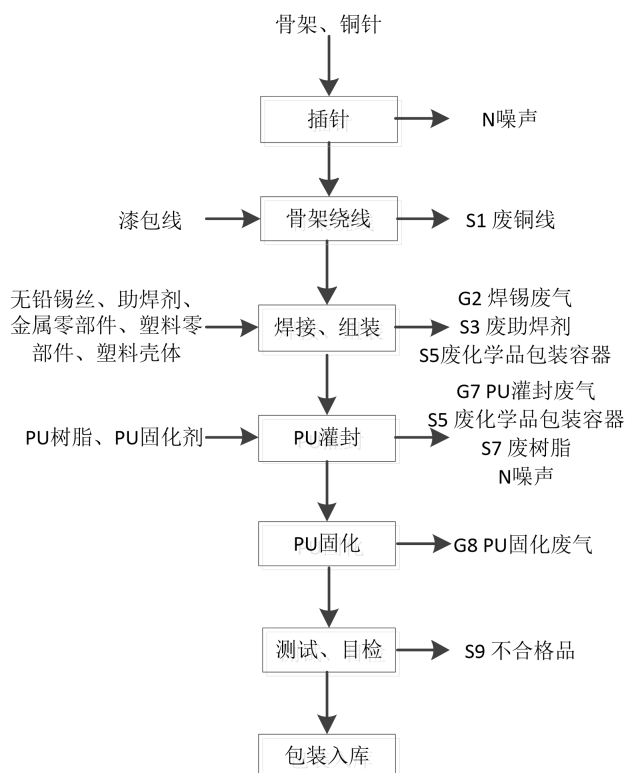 骨架、铜针
插针
N噪声
漆包线
骨架绕线
S1 废铜线
无铅锡丝、助焊剂、
金属零部件、塑料零
部件、塑料壳体
焊接、组装
G2 焊锡废气
S3 废助焊剂
S5废化学品包装容器
PU树脂、PU固化剂
PU灌封
G7 PU灌封废气
S5 废化学品包装容器
S7 废树脂
N噪声
PU固化
G8 PU固化废气
测试、目检
S9 不合格品
包装入库